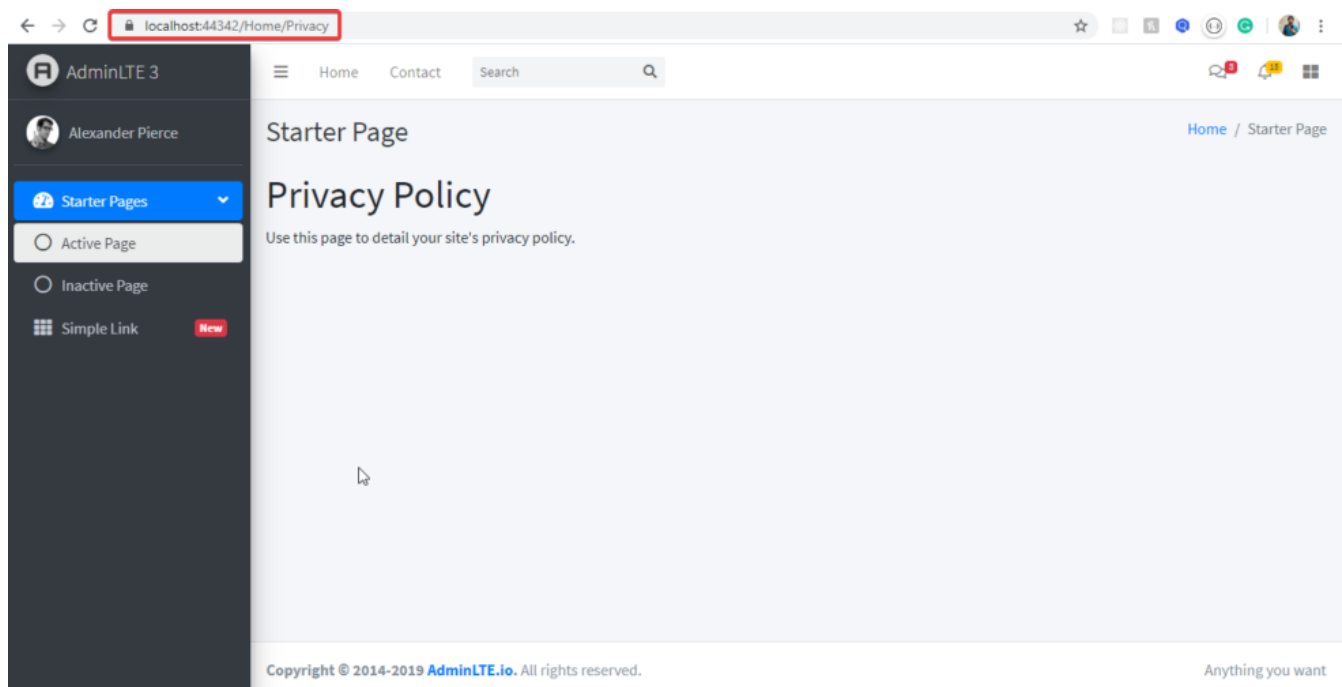 localhost:44342/Home/Privacy
AdminLTE 3
Home Contact Search
3
15
Alexander Pierce
Starter Page
Home / Starter Page
Starter Pages
Privacy Policy
Active Page
Use this page to detail your site's privacy policy.
Inactive Page
Simple Link New
Copyright © 2014-2019 AdminLTE.io. All rights reserved.
Anything you want